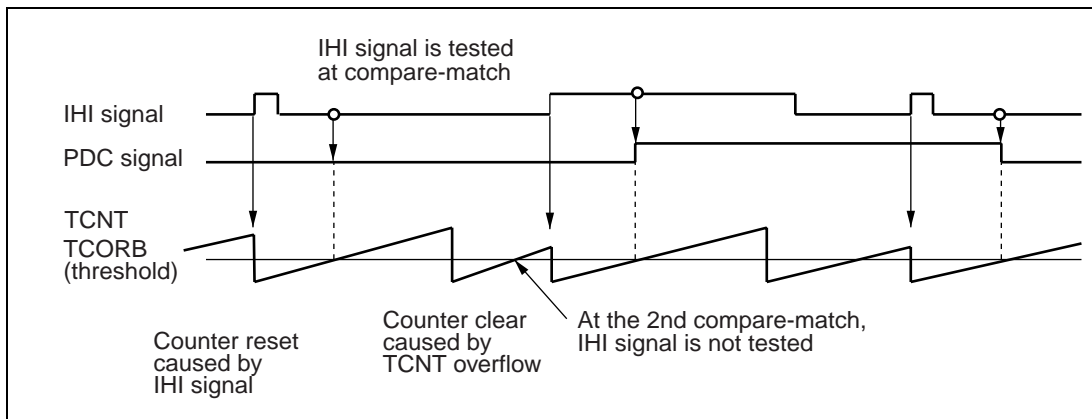 IHI signal is tested
at compare-match
IHI signal
PDC signal
TCNT
TCORB
(threshold)
Counter reset
caused by
IHI signal
Counter clear
caused by
TCNT overflow
At the 2nd compare-match,
IHI signal is not tested